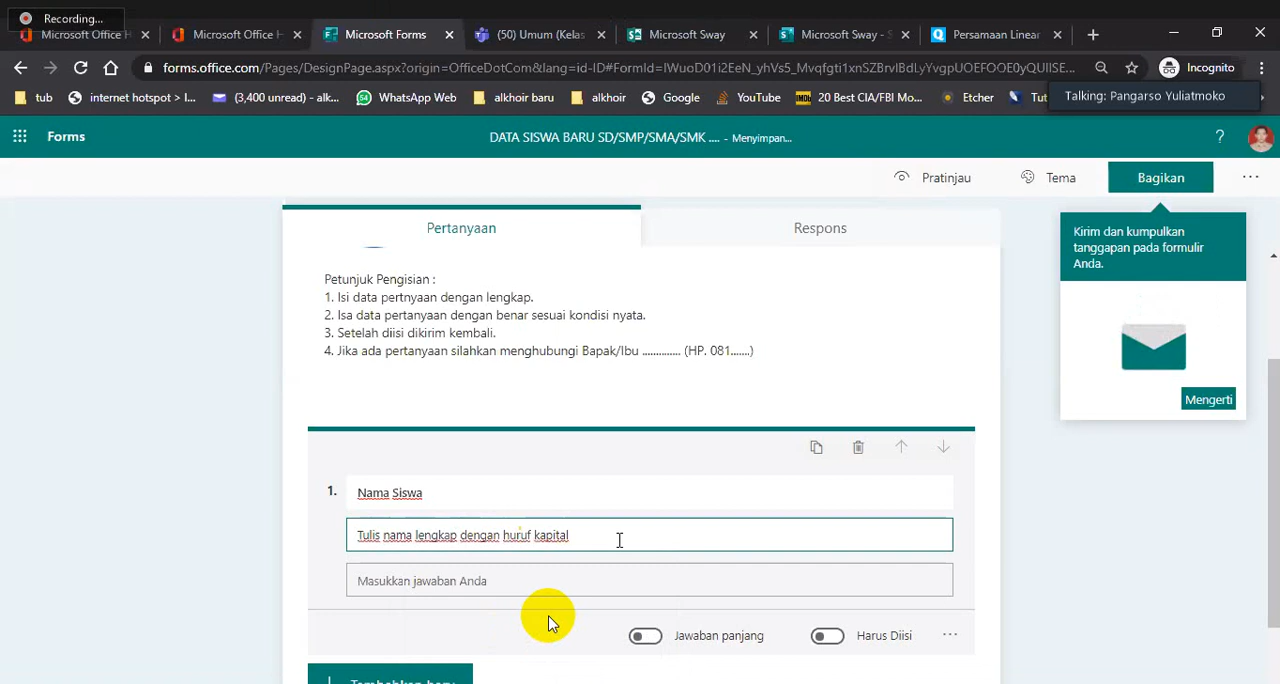 Recording...
Microsoft Office H
Microsoft Office H
Microsoft Forms
(50) Umum (Kelas
Microsoft Sway
Microsoft Sway - S
Persamaan Linear
forms.office.com/Pages/DesignPage.aspx?origin=OfficeDotCom&lang=id-ID#FormId=
Incognito
tub
internet hotspot > I...
(3,400 unread) - alk...
WhatsApp Web
alkhoir baru
alkhoir
Google
YouTube
20 Best CIA/FBI Mo...
Etcher
Tut
Talking: Pangarso Yuliatmoko
Forms
DATA SISWA BARU SD/SMP/SMA/SMK .... - Menyimpan...
?
Pratinjau
Tema
Bagikan
Pertanyaan
Respons
Kirim dan kumpulkan
tanggapan pada formulir
Anda.
Mengerti
Petunjuk Pengisian :
1. Isi data pertnyaan dengan lengkap.
2. Isa data pertanyaan dengan benar sesuai kondisi nyata.
3. Setelah diisi dikirim kembali.
4. Jika ada pertanyaan silahkan menghubungi Bapak/Ibu .............. (HP. 081.......)
1. Nama Siswa
Tulis nama lengkap dengan huruf kapital
Masukkan jawaban Anda
Jawaban panjang
Harus Diisi
Tambahkan baru